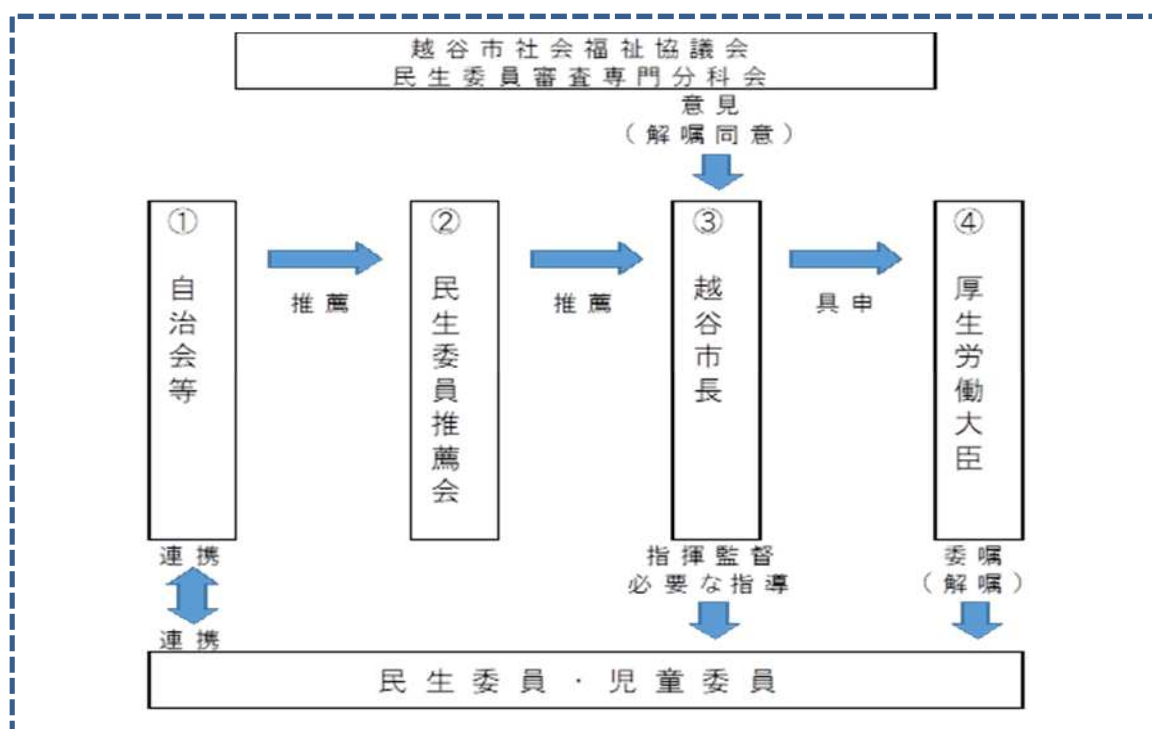 越谷市社会福祉協議会
民生委員審査専門分科会
意見
（解嘱同意）
①
自治会等
推薦
②
民生委員推薦会
推薦
③
越谷市長
具申
④
厚生労働大臣
連携
連携
指揮監督
必要な指導
委嘱
（解嘱）
民生委員・児童委員